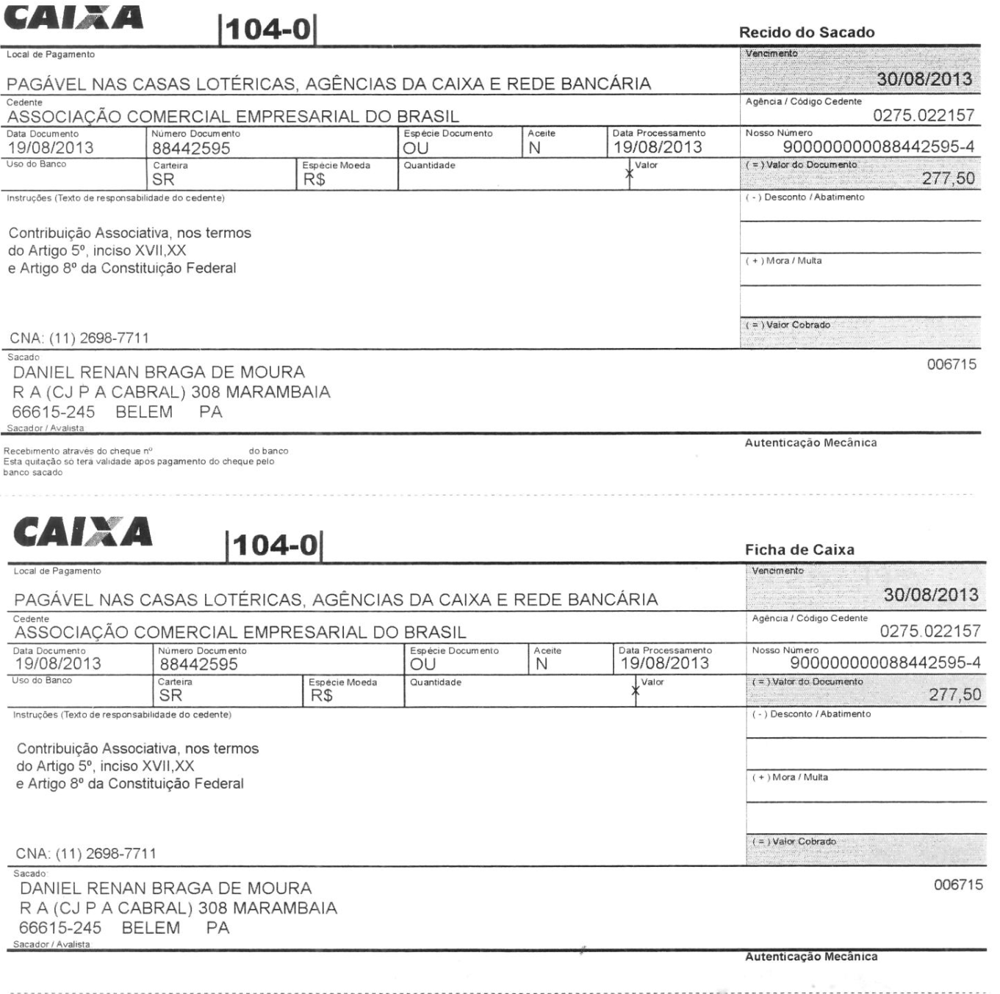 CAIXA
|104-0|
Recido do Sacado
Local de Pagamento
Vencimento
PAGÁVEL NAS CASAS LOTÉRICAS, AGÊNCIAS DA CAIXA E REDE BANCÁRIA
30/08/2013
Cedente
Agência / Código Cedente
ASSOCIAÇÃO COMERCIAL EMPRESARIAL DO BRASIL
0275.022157
Data Documento Número Documento Espécie Documento Aceite Data Processamento Nosso Número
19/08/2013 88442595 OU N 19/08/2013 900000000088442595-4
Uso do Banco Carteira Espécie Moeda Quantidade Valor ( = ) Valor do Documento
SR R$ x 277,50
Instruções (Texto de responsabilidade do cedente)
( - ) Desconto / Abatimento
Contribuição Associativa, nos termos
do Artigo 5º, inciso XVII,XX
e Artigo 8º da Constituição Federal
( + ) Mora / Multa
( = ) Valor Cobrado
CNA: (11) 2698-7711
Sacado
006715
DANIEL RENAN BRAGA DE MOURA
R A (CJ P A CABRAL) 308 MARAMBAIA
66615-245 BELEM PA
Sacador / Avalista
Autenticação Mecânica
Recebimento através do cheque nº do banco
Esta quitação só terá validade apos pagamento do cheque pelo
banco sacado
CAIXA
|104-0|
Ficha de Caixa
Local de Pagamento
Vencimento
PAGÁVEL NAS CASAS LOTÉRICAS, AGÊNCIAS DA CAIXA E REDE BANCÁRIA
30/08/2013
Cedente
Agência / Código Cedente
ASSOCIAÇÃO COMERCIAL EMPRESARIAL DO BRASIL
0275.022157
Data Documento Número Documento Espécie Documento Aceite Data Processamento Nosso Número
19/08/2013 88442595 OU N 19/08/2013 900000000088442595-4
Uso do Banco Carteira Espécie Moeda Quantidade Valor ( = ) Valor do Documento
SR R$ x 277,50
Instruções (Texto de responsabilidade do cedente)
( - ) Desconto / Abatimento
Contribuição Associativa, nos termos
do Artigo 5º, inciso XVII,XX
e Artigo 8º da Constituição Federal
( + ) Mora / Multa
( = ) Valor Cobrado
CNA: (11) 2698-7711
Sacado:
006715
DANIEL RENAN BRAGA DE MOURA
R A (CJ P A CABRAL) 308 MARAMBAIA
66615-245 BELEM PA
Sacador / Avalista
Autenticação Mecânica